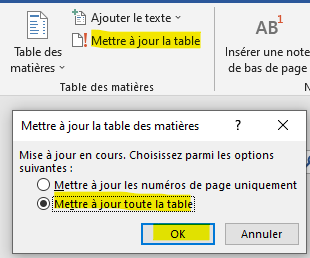 Ajouter le texte
Mettre à jour la table
Table des
matières
Table des matières
AB¹
Insérer une note
de bas de page
N
Mettre à jour la table des matières
Mise à jour en cours. Choisissez parmi les options
suivantes :
Mettre à jour les numéros de page uniquement
Mettre à jour toute la table
OK
Annuler